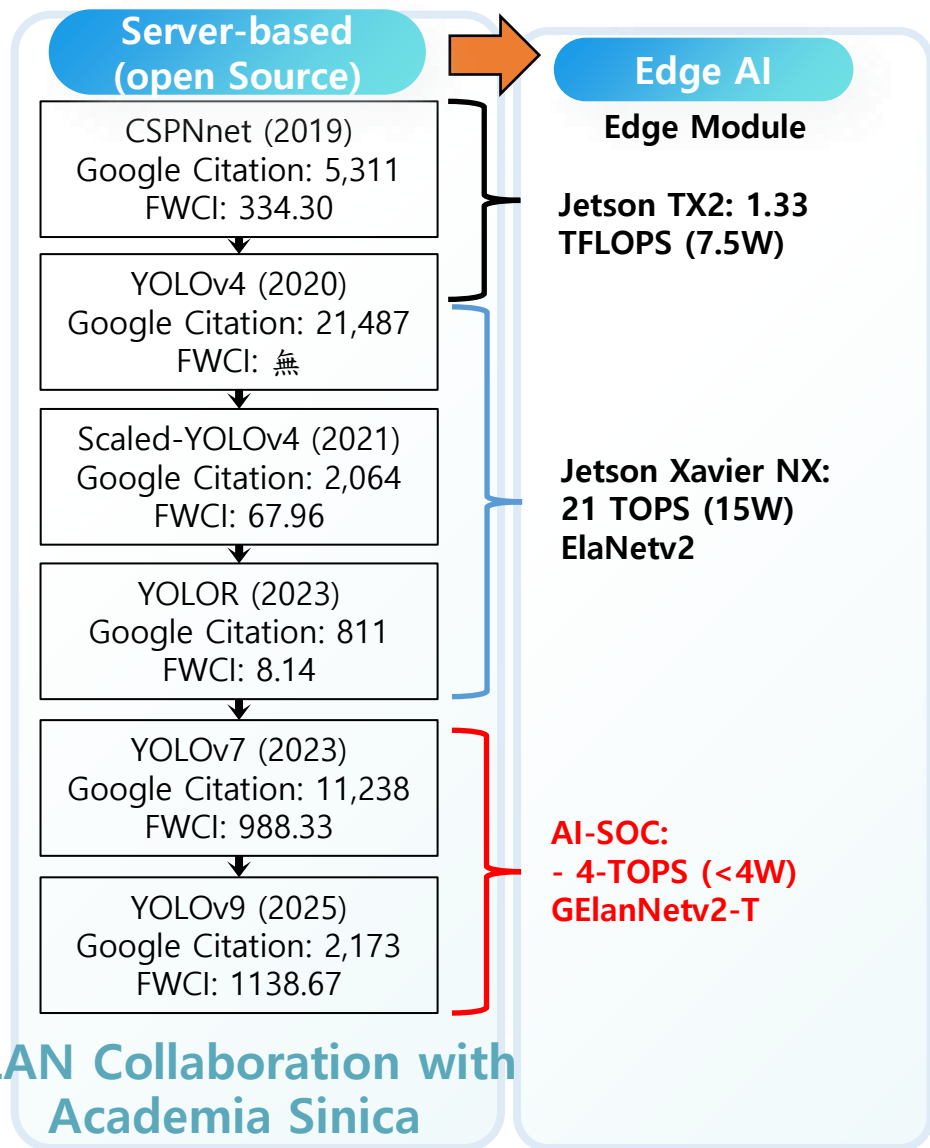 Server-based
(open Source)
CSPNnet (2019)
Google Citation: 5,311
FWCI: 334.30
YOLOv4 (2020)
Google Citation: 21,487
FWCI: 無
Scaled-YOLOv4 (2021)
Google Citation: 2,064
FWCI: 67.96
YOLOR (2023)
Google Citation: 811
FWCI: 8.14
YOLOv7 (2023)
Google Citation: 11,238
FWCI: 988.33
YOLOv9 (2025)
Google Citation: 2,173
FWCI: 1138.67
Collaboration with
Academia Sinica
Edge AI
Edge Module
Jetson TX2: 1.33
TFLOPS (7.5W)
Jetson Xavier NX:
21 TOPS (15W)
ElaNetv2
AI-SOC:
- 4-TOPS (<4W)
GElanNetv2-T